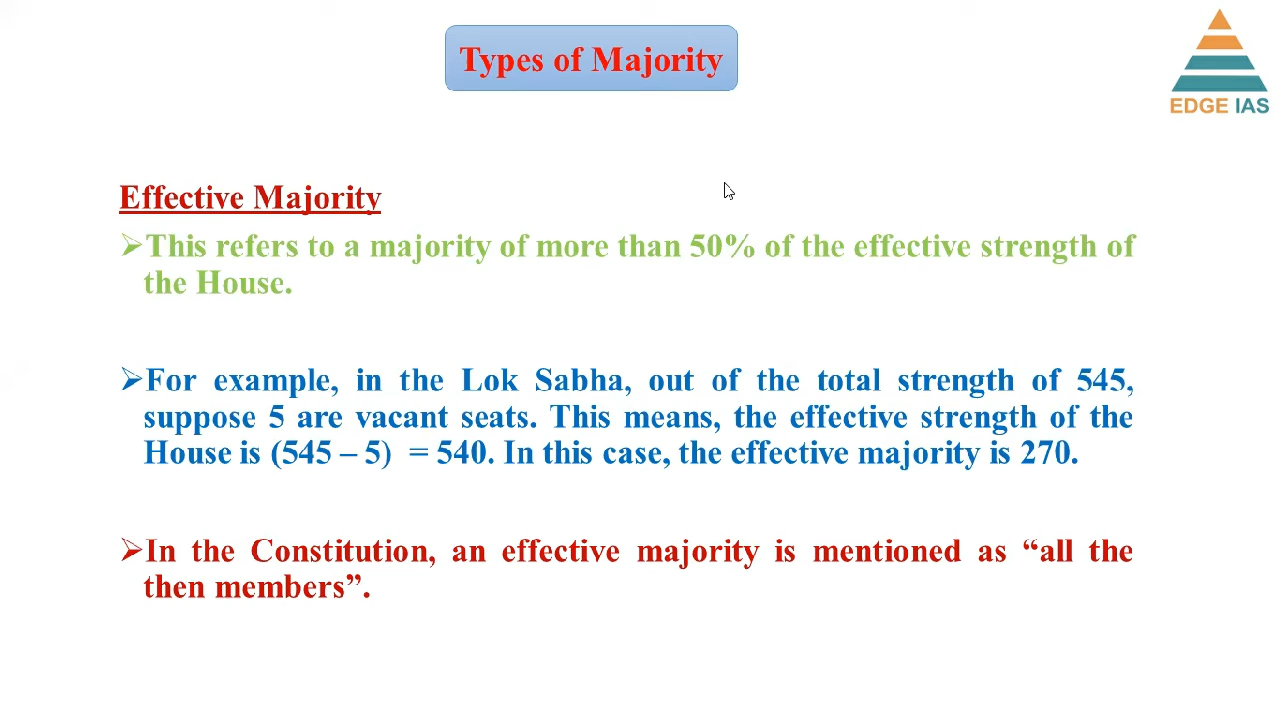 Types of Majority
EDGE IAS
Effective Majority
➢This refers to a majority of more than 50% of the effective strength of
the House.
➢For example, in the Lok Sabha, out of the total strength of 545,
suppose 5 are vacant seats. This means, the effective strength of the
House is (545 – 5) = 540. In this case, the effective majority is 270.
➢In the Constitution, an effective majority is mentioned as “all the
then members”.